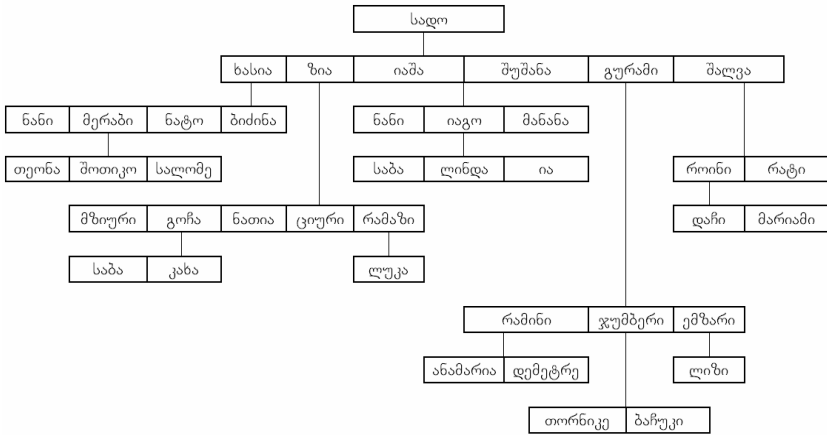 სადო
ხასია ზია იაშა შუშანა გურამი შალვა
ნანი მერაბი ნატო ბიძინა ნანი იაგო მანანა
თეონა შოთიკო სალომე საბა ლინდა ია როინი რატი
მზიური გოჩა ნათია ციური რამაზი დაჩი მარიამი
საბა კახა ლუკა
რამინი ჯუმბერი ემზარი
ანამარია დემეტრე ლიზი
თორნიკე ბაჩუკი